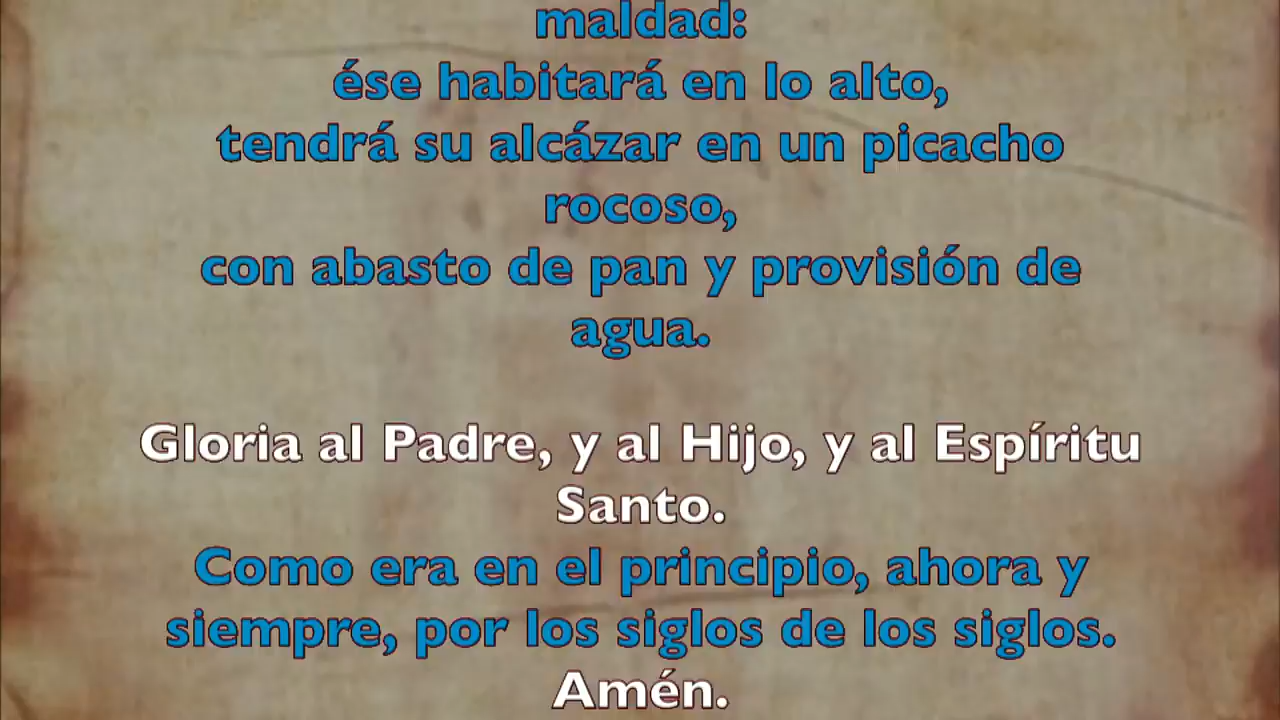 maldad:
ése habitará en lo alto,
tendrá su alcázar en un picacho
rocoso,
con abasto de pan y provisión de
agua.
Gloria al Padre, y al Hijo, y al Espíritu
Santo.
Como era en el principio, ahora y
siempre, por los siglos de los siglos.
Amén.